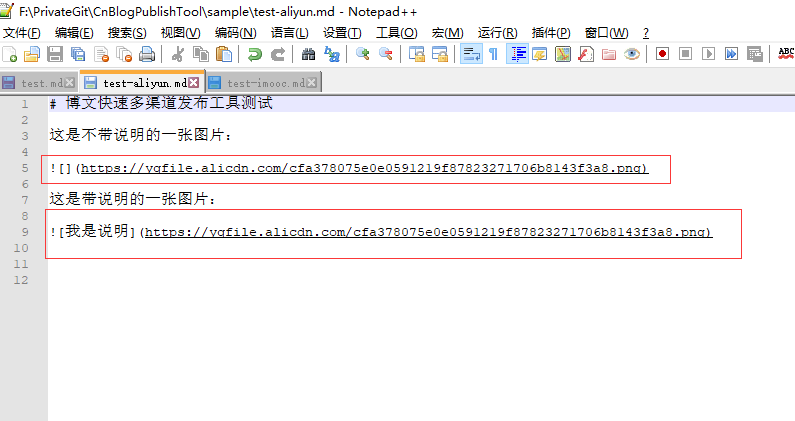 F:\PrivateGit\CnBlogPublishTool\sample\test-aliyun.md - Notepad++
文件(F) 编辑(E) 搜索(S) 视图(V) 编码(N) 语言(L) 设置(T) 工具(O) 宏(M) 运行(R) 插件(P) 窗口(W) ?
test.md test-aliyun.md test-imooc.md
1 # 博文快速多渠道发布工具测试
2
3 这是不带说明的一张图片：
4
5 ![](https://yqfile.alicdn.com/cfa378075e0e0591219f87823271706b8143f3a8.png)
6
7 这是带说明的一张图片：
8
9 ![我是说明](https://yqfile.alicdn.com/cfa378075e0e0591219f87823271706b8143f3a8.png)
10
11
12